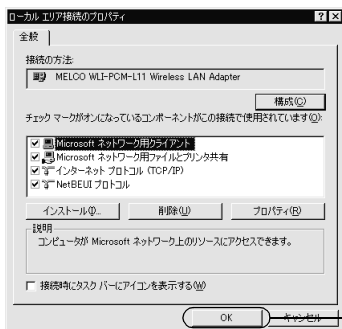 ローカル エリア接続のプロパティ
全般
接続の方法:
MELCO WLI-PCM-L11 Wireless LAN Adapter
構成(C)
チェック マークがオンになっているコンポーネントがこの接続で使用されています(O):
Microsoft ネットワーク用クライアント
Microsoft ネットワーク用ファイルとプリンタ共有
インターネット プロトコル (TCP/IP)
NetBEUI プロトコル
インストール(I)...
削除(U)
プロパティ(R)
説明
コンピュータが Microsoft ネットワーク上のリソースにアクセスできます。
接続時にタスク バーにアイコンを表示する(W)
OK
キャンセル